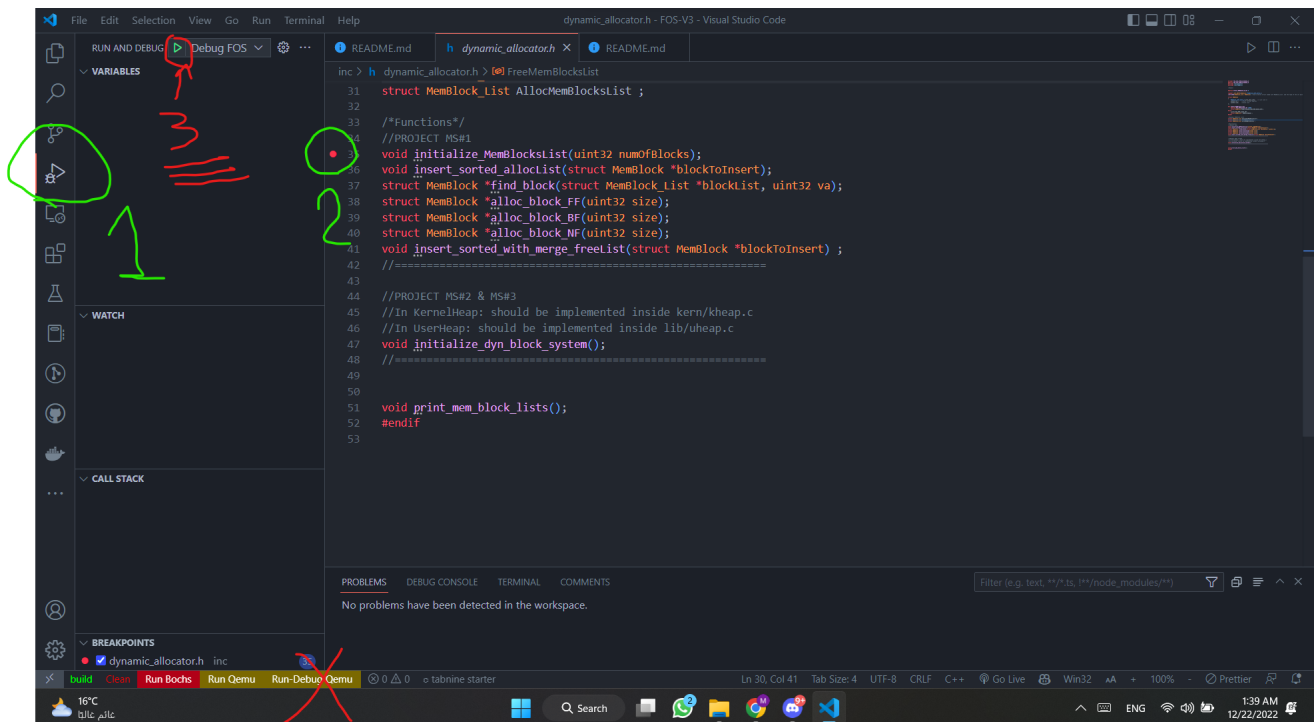 File Edit Selection View Go Run Terminal Help dynamic_allocator.h - FOS-V3 - Visual Studio Code
RUN AND DEBUG Debug FOS ...
README.md h dynamic_allocator.h × README.md
VARIABLES
inc > h dynamic_allocator.h > FreeMemBlocksList
31 struct MemBlock_List AllocMemBlocksList ;
32
33 /*Functions*/
34 //PROJECT MS#1
35 void initialize_MemBlocksList(uint32 numOfBlocks);
36 void insert_sorted_allocList(struct MemBlock *blockToInsert);
37 struct MemBlock *find_block(struct MemBlock_List *blockList, uint32 va);
38 struct MemBlock *alloc_block_FF(uint32 size);
39 struct MemBlock *alloc_block_BF(uint32 size);
40 struct MemBlock *alloc_block_NF(uint32 size);
41 void insert_sorted_with_merge_freeList(struct MemBlock *blockToInsert) ;
42 //==========================================================
43
44 //PROJECT MS#2 & MS#3
45 //In KernelHeap: should be implemented inside kern/kheap.c
46 //In UserHeap: should be implemented inside lib/uheap.c
47 void initialize_dyn_block_system();
48 //==========================================================
49
50
51 void print_mem_block_lists();
52 #endif
53
3
1
2
WATCH
CALL STACK
PROBLEMS DEBUG CONSOLE TERMINAL COMMENTS
Filter (e.g. text, **/*.ts, !**/node_modules/**)
No problems have been detected in the workspace.
BREAKPOINTS
dynamic_allocator.h inc 35
build Clean Run Bochs Run Qemu Run-Debug Qemu 0 0 tabnine starter Ln 30, Col 41 Tab Size: 4 UTF-8 CRLF C++ Go Live Win32 AA + 100% - Prettier
16°C
غائم غالبًا
Search
2
9+
ENG
1:39 AM
12/22/2022